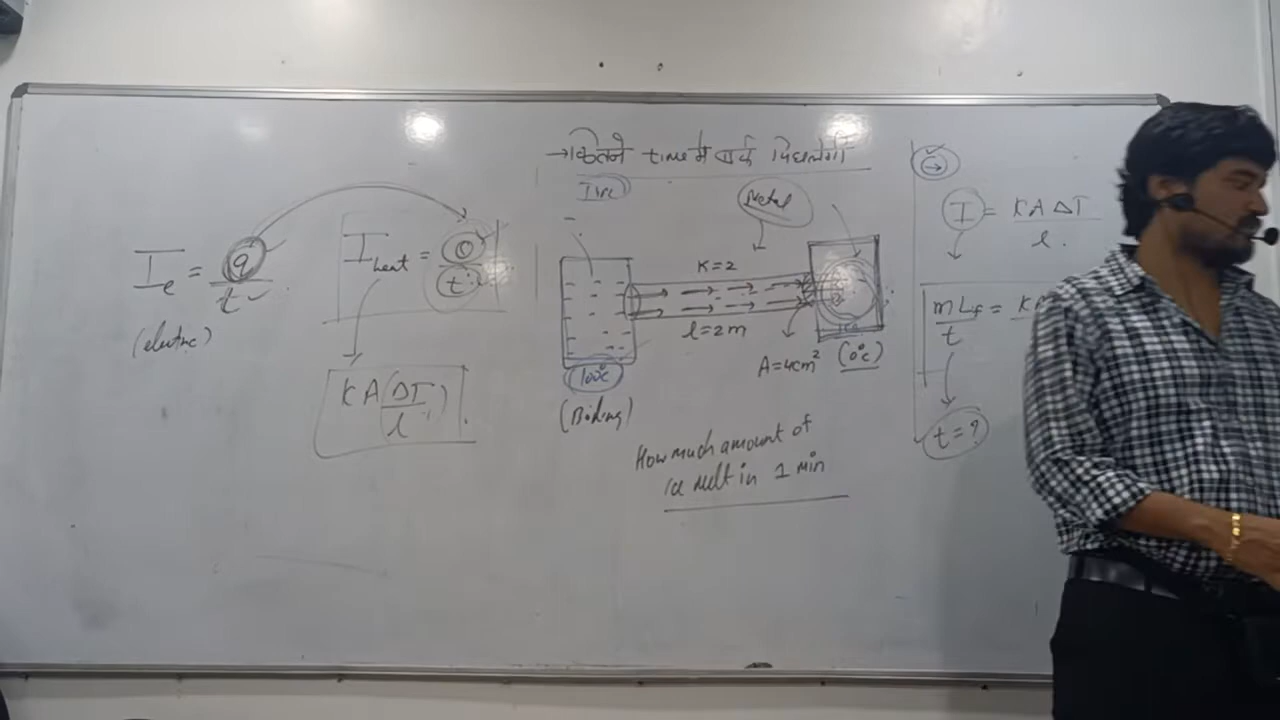 I_e = q/t
(electric)
I_heat = Q/t
KA(ΔT/l)
→ कितने time में बर्फ पिघलेगी
Metal
K=2
l=2m
A=4cm²
100°c
(Boiling)
Ice
(0°c)
How much amount of
ice melt in 1 min
I = KAΔT/l
mLf/t = K
t=?